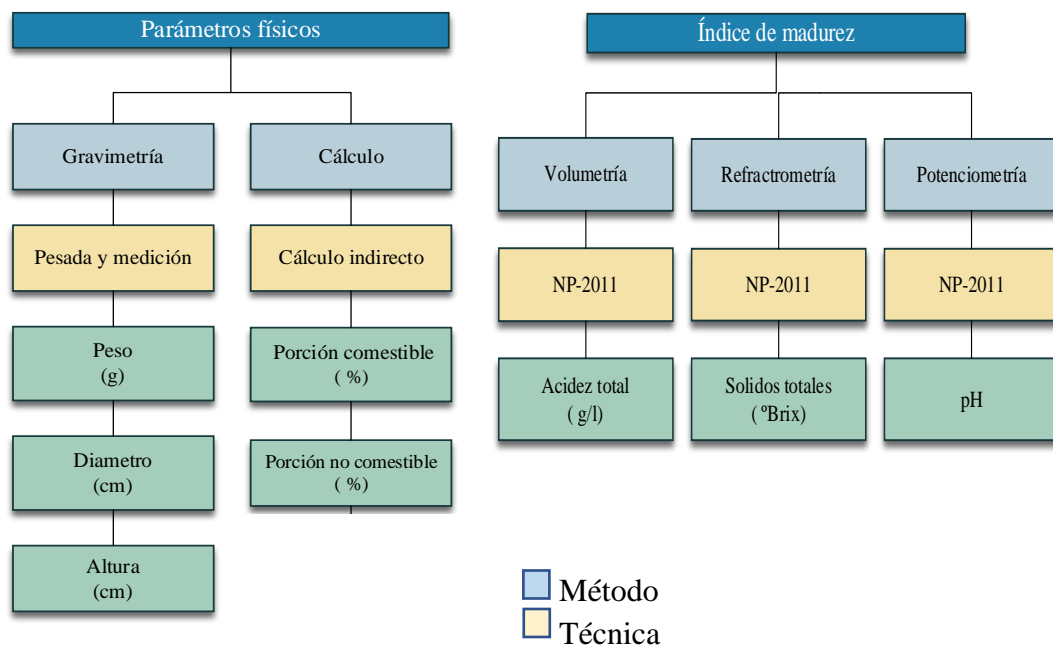 Parámetros físicos
Gravimetría
Cálculo
Pesada y medición
Cálculo indirecto
Peso
(g)
Porción comestible
( %)
Diametro
(cm)
Porción no comestible
( %)
Altura
(cm)
Índice de madurez
Volumetría
Refractrometría
Potenciometría
NP-2011
NP-2011
NP-2011
Acidez total
( g/l)
Solidos totales
( ºBrix)
pH
Método
Técnica